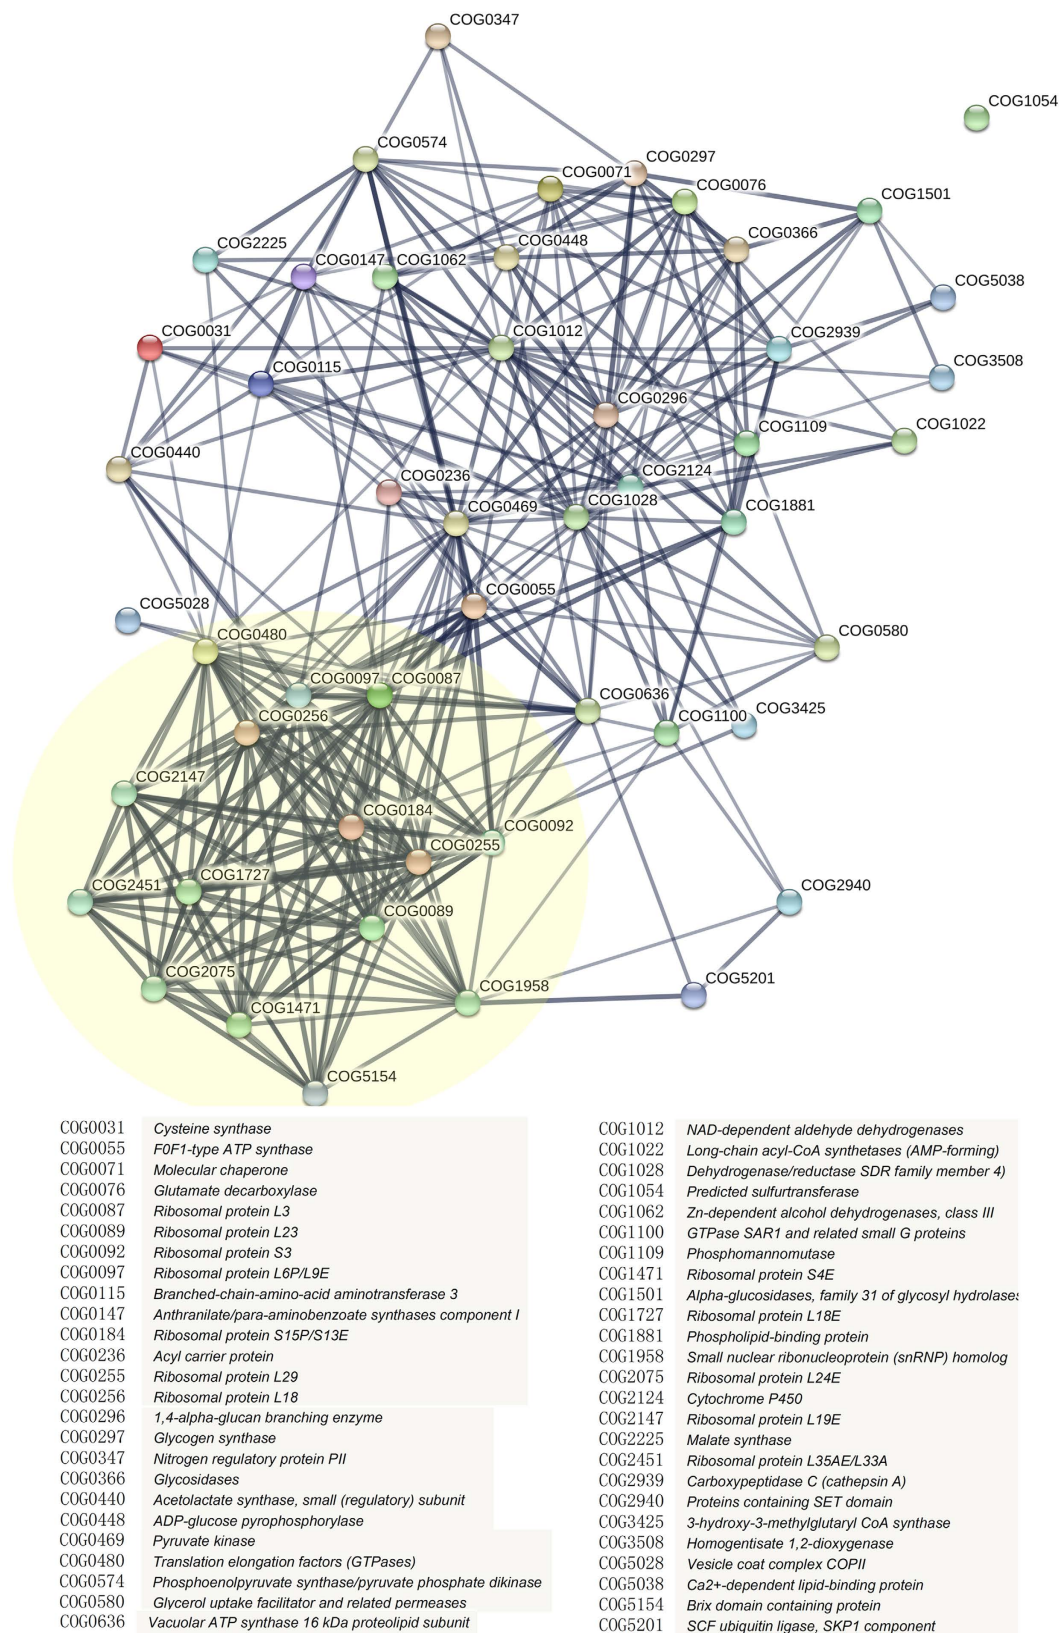 COG0347
COG1054
COG0574
COG0297
COG0071
COG0076
COG1501
COG0366
COG2225
COG0448
COG0147
COG1062
COG5038
COG0031
COG1012
COG2939
COG0115
COG3508
COG0296
COG1109
COG1022
COG0440
COG0236
COG2124
COG0469
COG1028
COG1881
COG0055
COG5028
COG0480
COG0580
COG0097
COG0087
COG0636
COG0256
COG1100
COG3425
COG2147
COG0184
COG0092
COG0255
COG2451
COG1727
COG2940
COG0089
COG2075
COG5201
COG1958
COG1471
COG5154
COG0031 Cysteine synthase
COG0055 F0F1-type ATP synthase
COG0071 Molecular chaperone
COG0076 Glutamate decarboxylase
COG0087 Ribosomal protein L3
COG0089 Ribosomal protein L23
COG0092 Ribosomal protein S3
COG0097 Ribosomal protein L6P/L9E
COG0115 Branched-chain-amino-acid aminotransferase 3
COG0147 Anthranilate/para-aminobenzoate synthases component I
COG0184 Ribosomal protein S15P/S13E
COG0236 Acyl carrier protein
COG0255 Ribosomal protein L29
COG0256 Ribosomal protein L18
COG0296 1,4-alpha-glucan branching enzyme
COG0297 Glycogen synthase
COG0347 Nitrogen regulatory protein PII
COG0366 Glycosidases
COG0440 Acetolactate synthase, small (regulatory) subunit
COG0448 ADP-glucose pyrophosphorylase
COG0469 Pyruvate kinase
COG0480 Translation elongation factors (GTPases)
COG0574 Phosphoenolpyruvate synthase/pyruvate phosphate dikinase
COG0580 Glycerol uptake facilitator and related permeases
COG0636 Vacuolar ATP synthase 16 kDa proteolipid subunit
COG1012 NAD-dependent aldehyde dehydrogenases
COG1022 Long-chain acyl-CoA synthetases (AMP-forming)
COG1028 Dehydrogenase/reductase SDR family member 4)
COG1054 Predicted sulfurtransferase
COG1062 Zn-dependent alcohol dehydrogenases, class III
COG1100 GTPase SAR1 and related small G proteins
COG1109 Phosphomannomutase
COG1471 Ribosomal protein S4E
COG1501 Alpha-glucosidases, family 31 of glycosyl hydrolases
COG1727 Ribosomal protein L18E
COG1881 Phospholipid-binding protein
COG1958 Small nuclear ribonucleoprotein (snRNP) homolog
COG2075 Ribosomal protein L24E
COG2124 Cytochrome P450
COG2147 Ribosomal protein L19E
COG2225 Malate synthase
COG2451 Ribosomal protein L35AE/L33A
COG2939 Carboxypeptidase C (cathepsin A)
COG2940 Proteins containing SET domain
COG3425 3-hydroxy-3-methylglutaryl CoA synthase
COG3508 Homogentisate 1,2-dioxygenase
COG5028 Vesicle coat complex COPII
COG5038 Ca2+-dependent lipid-binding protein
COG5154 Brix domain containing protein
COG5201 SCF ubiquitin ligase, SKP1 component